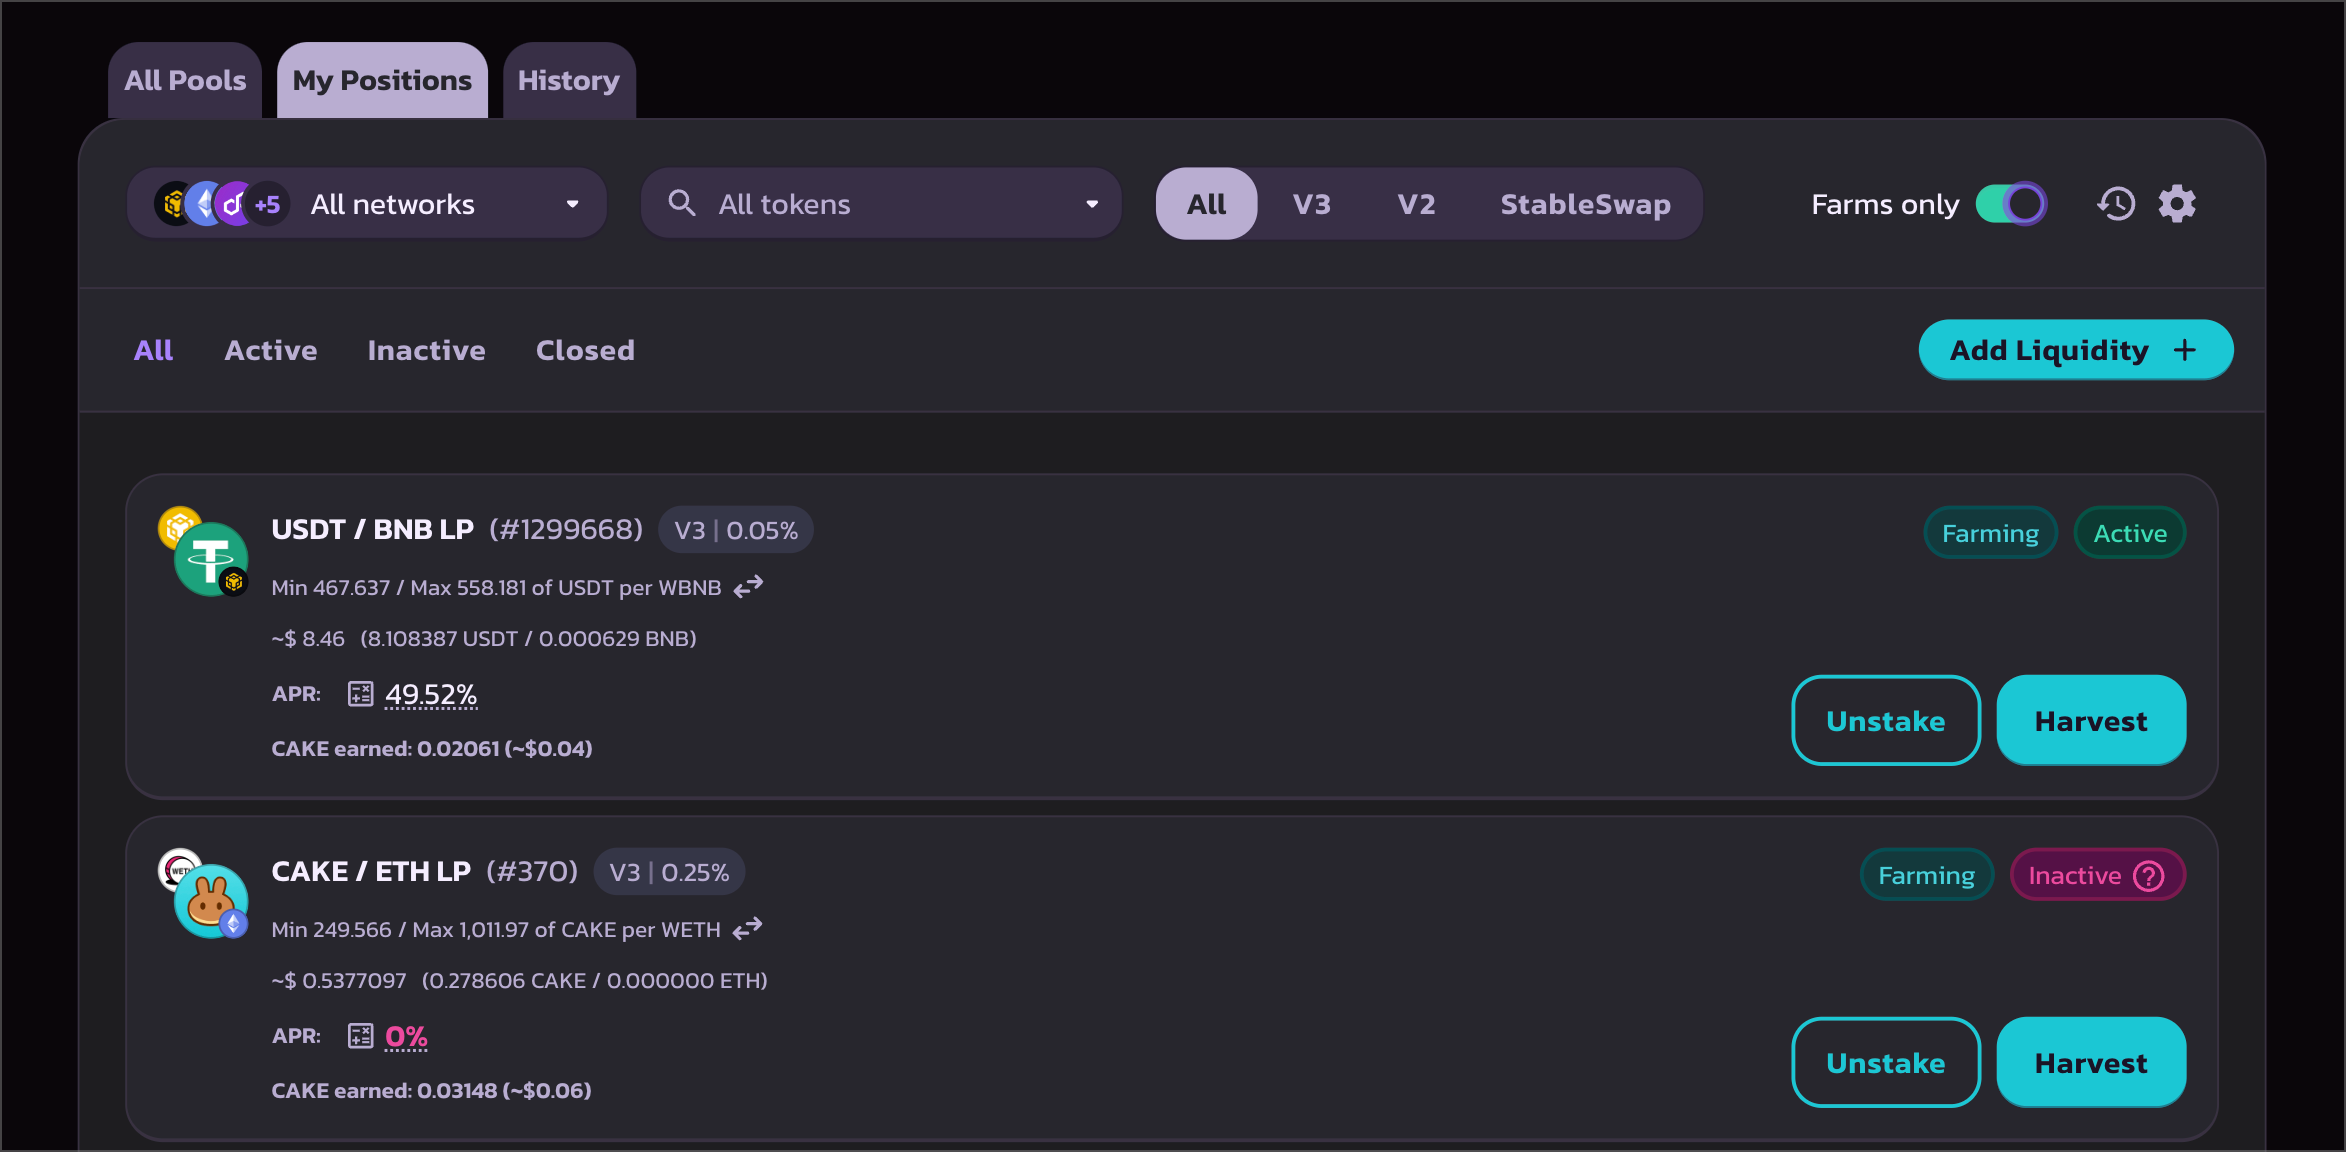 All Pools My Positions History
+5 All networks All tokens All V3 V2 StableSwap Farms only
All Active Inactive Closed Add Liquidity +
USDT / BNB LP (#1299668) V3 | 0.05% Farming Active
Min 467.637 / Max 558.181 of USDT per WBNB
~$ 8.46 (8.108387 USDT / 0.000629 BNB)
APR: 49.52%
Unstake Harvest
CAKE earned: 0.02061 (~$0.04)
WETH
CAKE / ETH LP (#370) V3 | 0.25% Farming Inactive ?
Min 249.566 / Max 1,011.97 of CAKE per WETH
~$ 0.5377097 (0.278606 CAKE / 0.000000 ETH)
APR: 0%
Unstake Harvest
CAKE earned: 0.03148 (~$0.06)